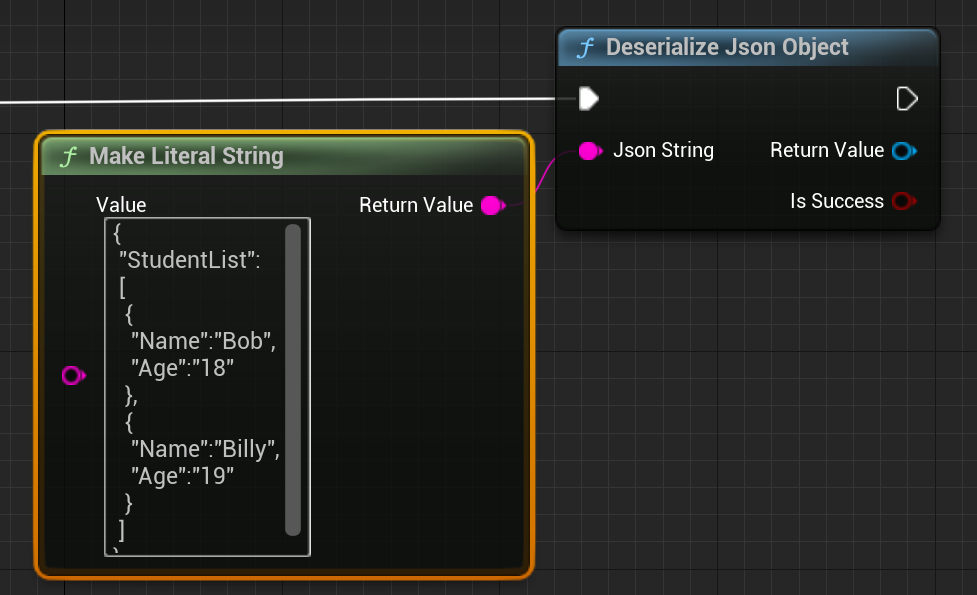 f Deserialize Json Object
Json String Return Value
Is Success
f Make Literal String
Value Return Value
{
"StudentList":
[
{
"Name":"Bob",
"Age":"18"
},
{
"Name":"Billy",
"Age":"19"
}
]
}